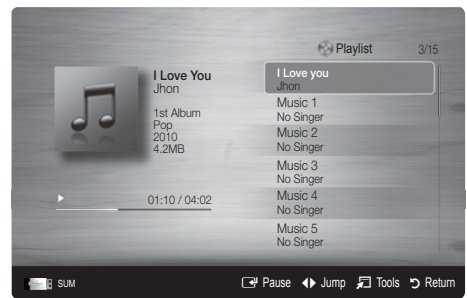 Playlist 3/15
I Love You
Jhon
1st Album
Pop
2010
4.2MB
01:10 / 04:02
I Love you
Jhon
Music 1
No Singer
Music 2
No Singer
Music 3
No Singer
Music 4
No Singer
Music 5
No Singer
SUM Pause Jump Tools Return